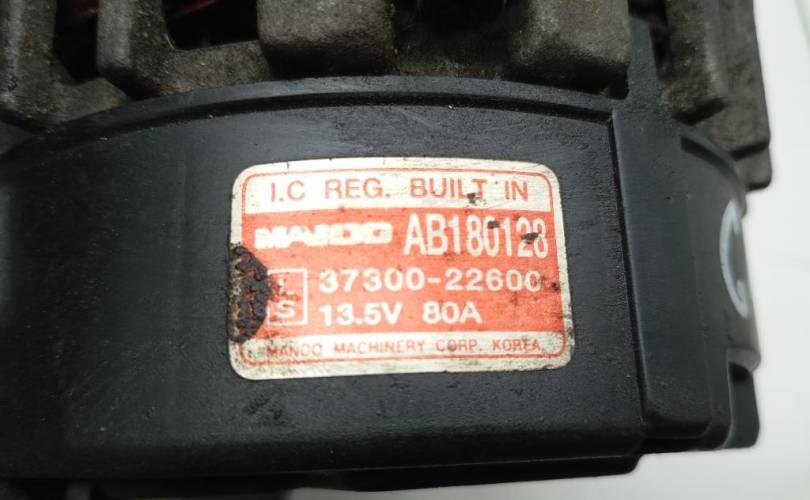 I.C REG. BUILT IN
MANDO AB180128
L 37300-22600
S 13.5V 80A
MANDO MACHINERY CORP. KOREA